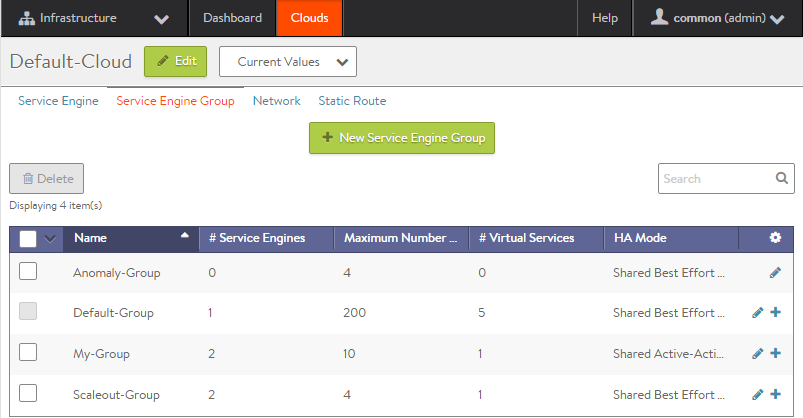 Infrastructure Dashboard Clouds Help common (admin)
Default-Cloud Edit Current Values
Service Engine Service Engine Group Network Static Route
+ New Service Engine Group
Delete Search
Displaying 4 item(s)
Name # Service Engines Maximum Number ... # Virtual Services HA Mode
Anomaly-Group 0 4 0 Shared Best Effort ...
Default-Group 1 200 5 Shared Best Effort ...
My-Group 2 10 1 Shared Active-Acti...
Scaleout-Group 2 4 1 Shared Best Effort ...